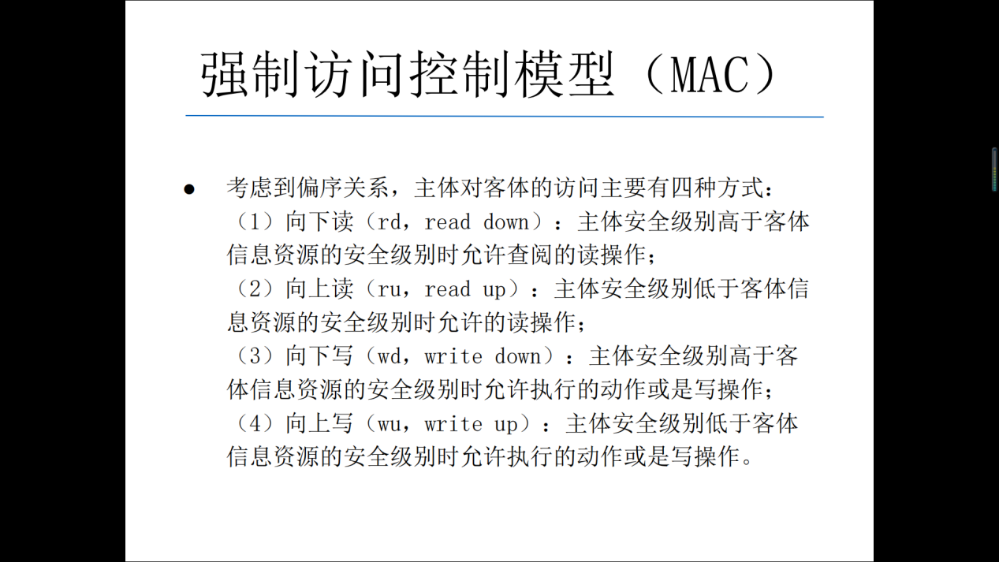 强制访问控制模型（MAC）
● 考虑到偏序关系，主体对客体的访问主要有四种方式：
（1）向下读（rd，read down）：主体安全级别高于客体
信息资源的安全级别时允许查阅的读操作；
（2）向上读（ru，read up）：主体安全级别低于客体信
息资源的安全级别时允许的读操作；
（3）向下写（wd，write down）：主体安全级别高于客
体信息资源的安全级别时允许执行的动作或是写操作；
（4）向上写（wu，write up）：主体安全级别低于客体
信息资源的安全级别时允许执行的动作或是写操作。